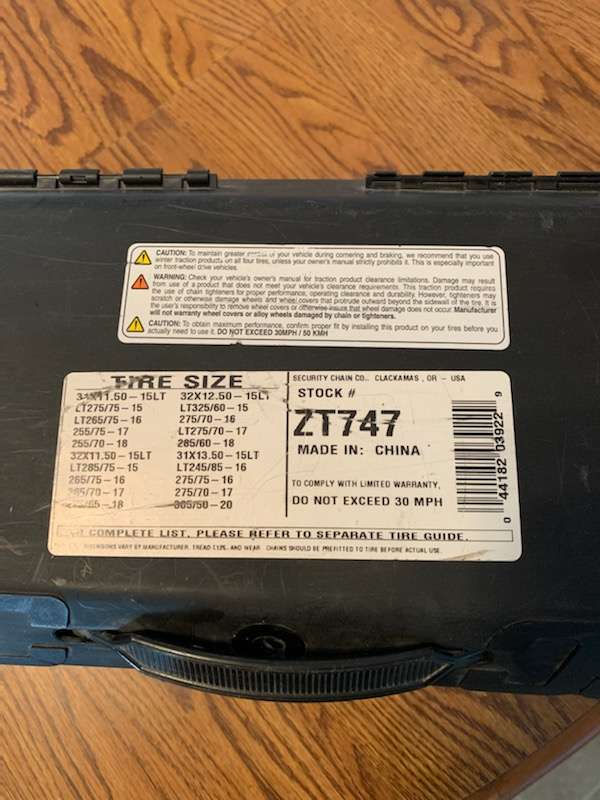 CAUTION: To maintain greater of your vehicle during cornering and braking, we recommend that you use
winter traction products on all four tires, unless your owner's manual strictly prohibits it. This is especially important
on front-wheel drive vehicles.
WARNING: Check your vehicle's owner's manual for traction product clearance limitations. Damage may result
from use of a product that does not meet your vehicle's clearance requirements. This traction product requires
the use of chain tighteners for proper performance, operating clearance and durability. However, tighteners may
scratch or otherwise damage wheels and wheel covers that protrude outward beyond the sidewall of the tire. It is
the user's responsibility to remove wheel covers or otherwise insure that wheel damage does not occur. Manufacturer
will not warranty wheel covers or alloy wheels damaged by chain or tighteners.
CAUTION: To obtain maximum performance, confirm proper fit by installing this product on your tires before you
actually need to use it. DO NOT EXCEED 30MPH / 50 KMH
TIRE SIZE
11.50-15LT 32X12.50-15LT
LT275/75-15 LT325/60-15
LT265/75-16 275/70-16
255/75-17 LT275/70-17
255/70-18 285/60-18
32X11.50-15LT 31X13.50-15LT
LT285/75-15 LT245/85-16
265/75-16 275/75-16
265/70-17 275/70-17
/65-18 305/50-20
SECURITY CHAIN CO., CLACKAMAS, OR - USA
STOCK #
ZT747
MADE IN: CHINA
TO COMPLY WITH LIMITED WARRANTY,
DO NOT EXCEED 30 MPH
0 44182 03922 9
COMPLETE LIST, PLEASE REFER TO SEPARATE TIRE GUIDE.
DIMENSIONS VARY BY MANUFACTURER, TREAD TYPE, AND WEAR. CHAINS SHOULD BE PREFITTED TO TIRE BEFORE ACTUAL USE.